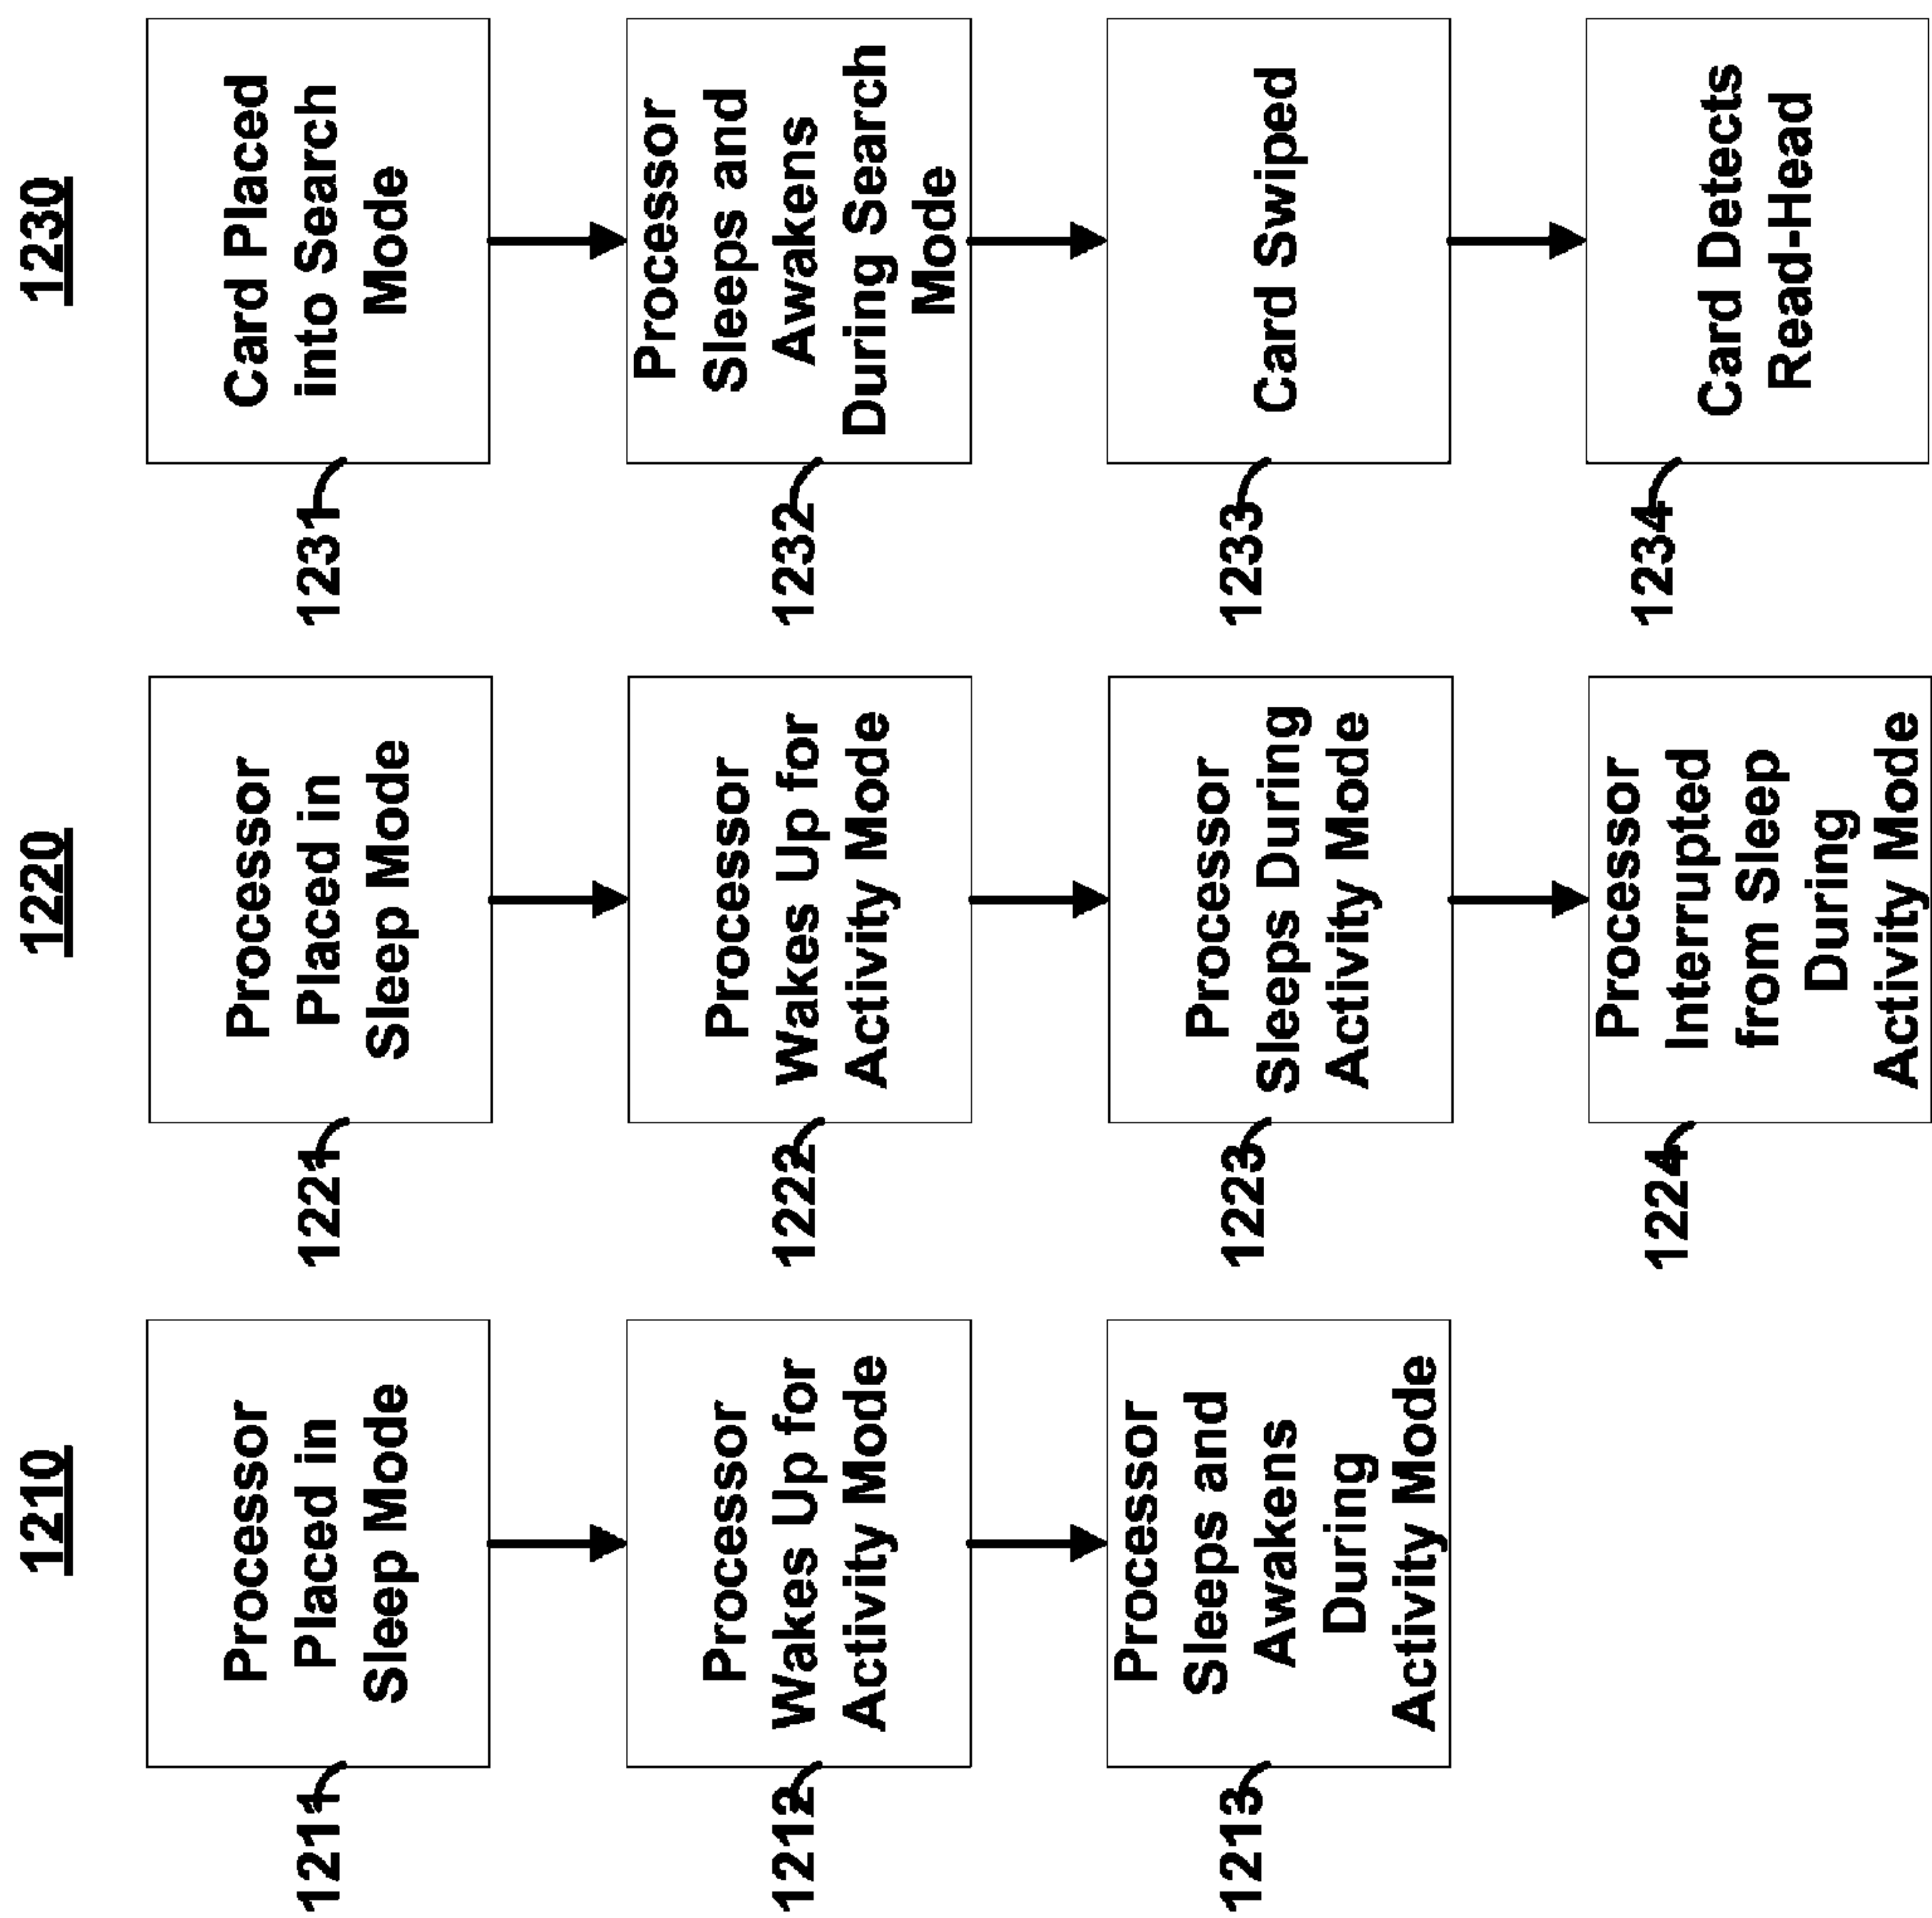 1210
1211
Processor
Placed in
Sleep Mode
1212
Processor
Wakes Up for
Activity Mode
1213
Processor
Sleeps and
Awakens
During
Activity Mode
1220
1221
Processor
Placed in
Sleep Mode
1222
Processor
Wakes Up for
Activity Mode
1223
Processor
Sleeps During
Activity Mode
1224
Processor
Interrupted
from Sleep
During
Activity Mode
1230
1231
Card Placed
into Search
Mode
1232
Processor
Sleeps and
Awakens
During Search
Mode
1233
Card Swiped
1234
Card Detects
Read-Head